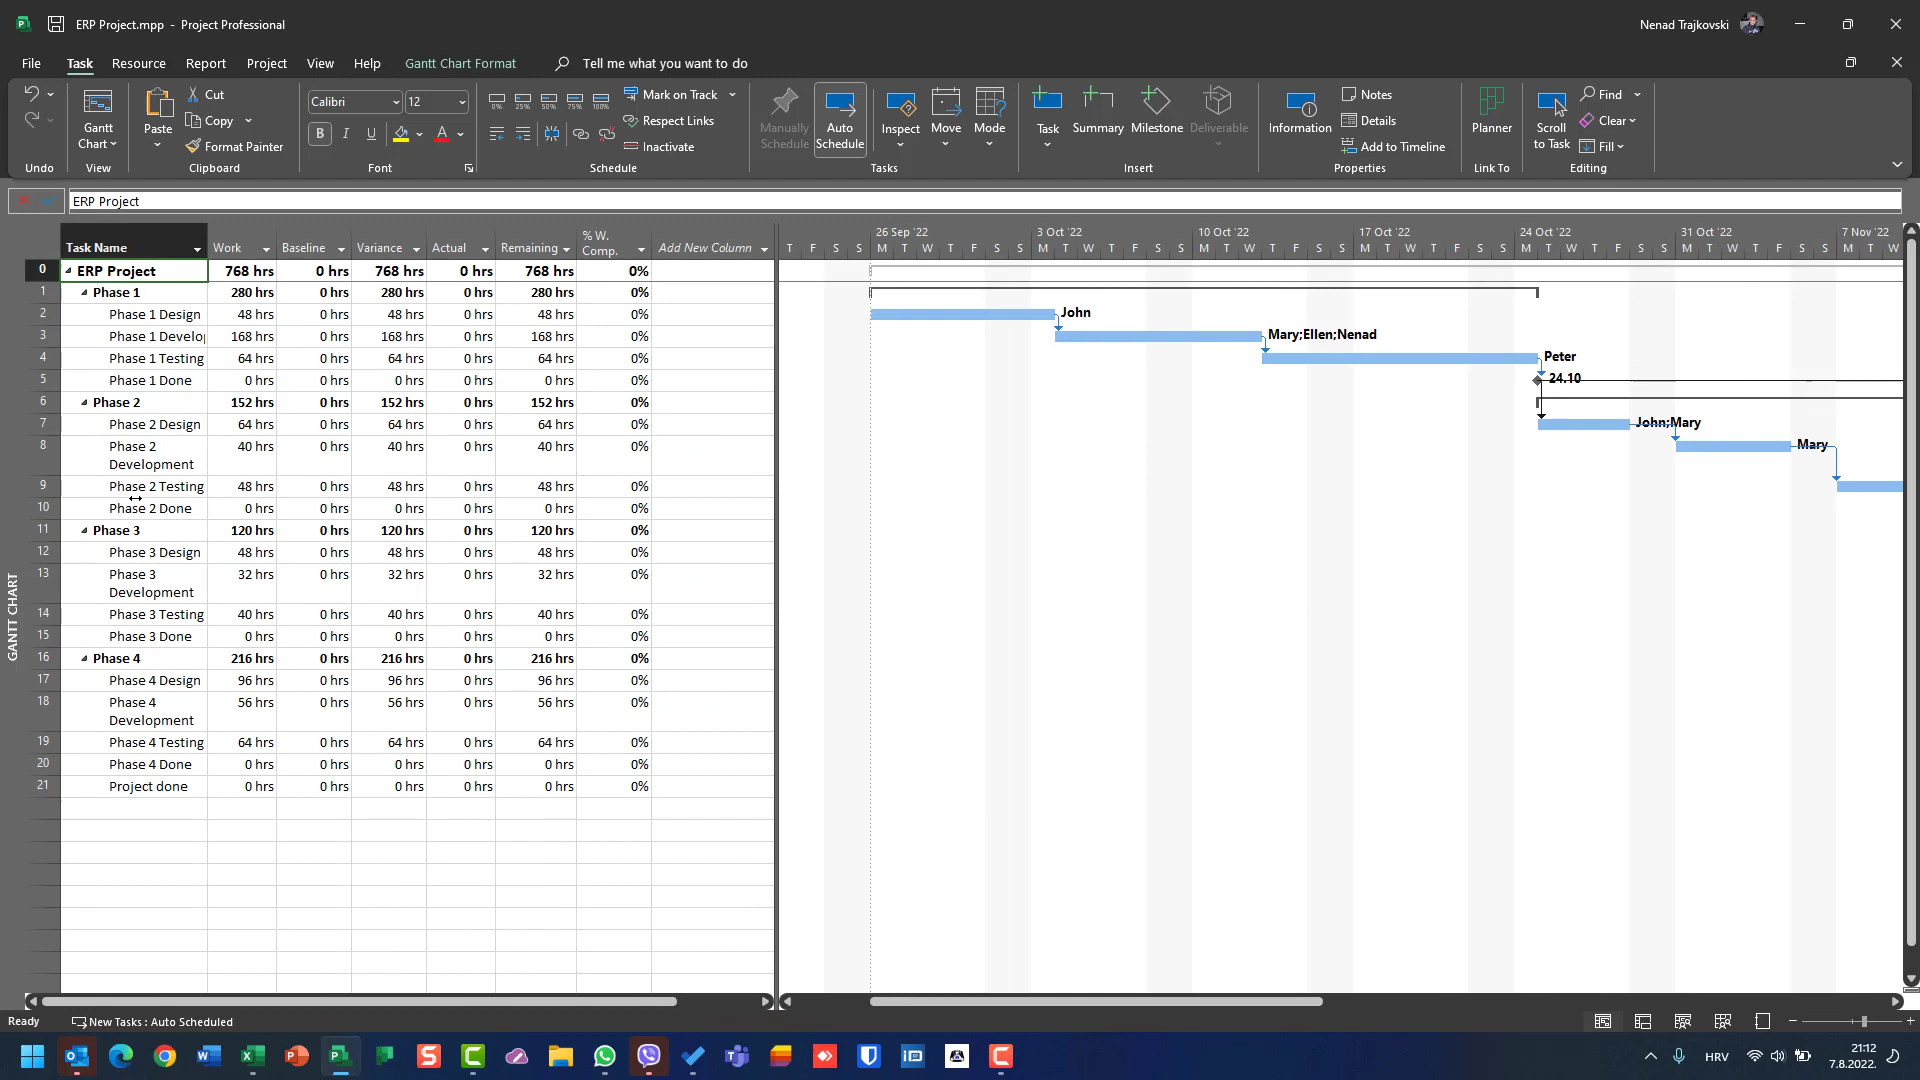 ERP Project.mpp - Project Professional
Nenad Trajkovski
File Task Resource Report Project View Help Gantt Chart Format Tell me what you want to do
Gantt Chart
Paste
Cut
Copy
Format Painter
Calibri 12
B I U
0% 25% 50% 75% 100%
Mark on Track
Respect Links
Inactivate
Manually Schedule
Auto Schedule
Inspect
Move
Mode
Task
Summary
Milestone
Deliverable
Information
Notes
Details
Add to Timeline
Planner
Scroll to Task
Find
Clear
Fill
Undo View Clipboard Font Schedule Tasks Insert Properties Link To Editing
ERP Project
Task Name Work Baseline Variance Actual Remaining % W. Comp. Add New Column
26 Sep '22 3 Oct '22 10 Oct '22 17 Oct '22 24 Oct '22 31 Oct '22 7 Nov '22
T F S S M T W T F S S M T W T F S S M T W T F S S M T W T F S S M T W T F S S M T W T F S S M T W
0 ERP Project 768 hrs 0 hrs 768 hrs 0 hrs 768 hrs 0%
1 Phase 1 280 hrs 0 hrs 280 hrs 0 hrs 280 hrs 0%
2 Phase 1 Design 48 hrs 0 hrs 48 hrs 0 hrs 48 hrs 0% John
3 Phase 1 Develop 168 hrs 0 hrs 168 hrs 0 hrs 168 hrs 0% Mary;Ellen;Nenad
4 Phase 1 Testing 64 hrs 0 hrs 64 hrs 0 hrs 64 hrs 0% Peter
5 Phase 1 Done 0 hrs 0 hrs 0 hrs 0 hrs 0 hrs 0% 24.10
6 Phase 2 152 hrs 0 hrs 152 hrs 0 hrs 152 hrs 0%
7 Phase 2 Design 64 hrs 0 hrs 64 hrs 0 hrs 64 hrs 0% John;Mary
8 Phase 2 Development 40 hrs 0 hrs 40 hrs 0 hrs 40 hrs 0% Mary
9 Phase 2 Testing 48 hrs 0 hrs 48 hrs 0 hrs 48 hrs 0%
10 Phase 2 Done 0 hrs 0 hrs 0 hrs 0 hrs 0 hrs 0%
11 Phase 3 120 hrs 0 hrs 120 hrs 0 hrs 120 hrs 0%
12 Phase 3 Design 48 hrs 0 hrs 48 hrs 0 hrs 48 hrs 0%
13 Phase 3 Development 32 hrs 0 hrs 32 hrs 0 hrs 32 hrs 0%
14 Phase 3 Testing 40 hrs 0 hrs 40 hrs 0 hrs 40 hrs 0%
15 Phase 3 Done 0 hrs 0 hrs 0 hrs 0 hrs 0 hrs 0%
16 Phase 4 216 hrs 0 hrs 216 hrs 0 hrs 216 hrs 0%
17 Phase 4 Design 96 hrs 0 hrs 96 hrs 0 hrs 96 hrs 0%
18 Phase 4 Development 56 hrs 0 hrs 56 hrs 0 hrs 56 hrs 0%
19 Phase 4 Testing 64 hrs 0 hrs 64 hrs 0 hrs 64 hrs 0%
20 Phase 4 Done 0 hrs 0 hrs 0 hrs 0 hrs 0 hrs 0%
21 Project done 0 hrs 0 hrs 0 hrs 0 hrs 0 hrs 0%
GANTT CHART
Ready New Tasks : Auto Scheduled
HRV
21:12
7.8.2022.